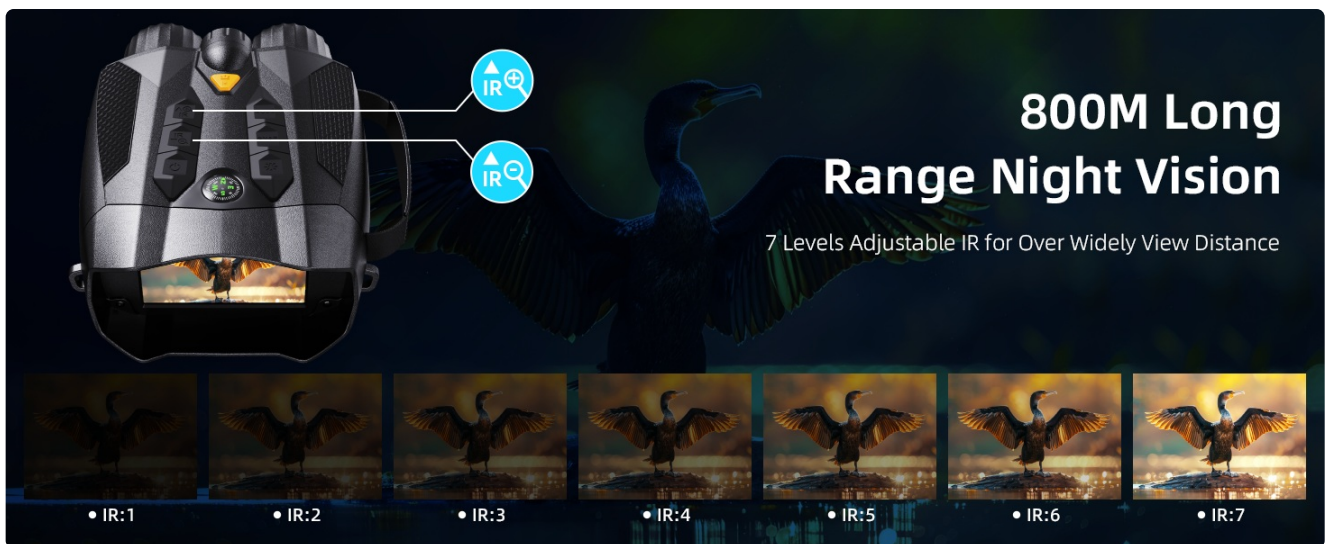 IR
IR
800M Long
Range Night Vision
7 Levels Adjustable IR for Over Widely View Distance
IR:1
IR:2
IR:3
IR:4
IR:5
IR:6
IR:7